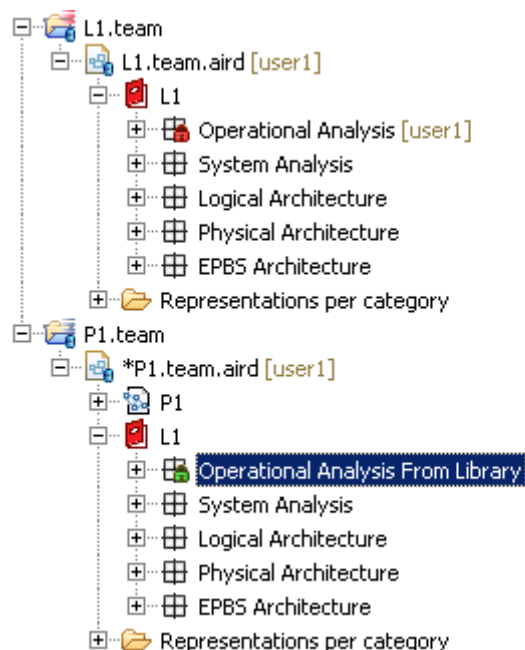 L1.team
L1.team.aird [user1]
L1
Operational Analysis [user1]
System Analysis
Logical Architecture
Physical Architecture
EPBS Architecture
Representations per category
P1.team
*P1.team.aird [user1]
P1
L1
Operational Analysis From Library
System Analysis
Logical Architecture
Physical Architecture
EPBS Architecture
Representations per category